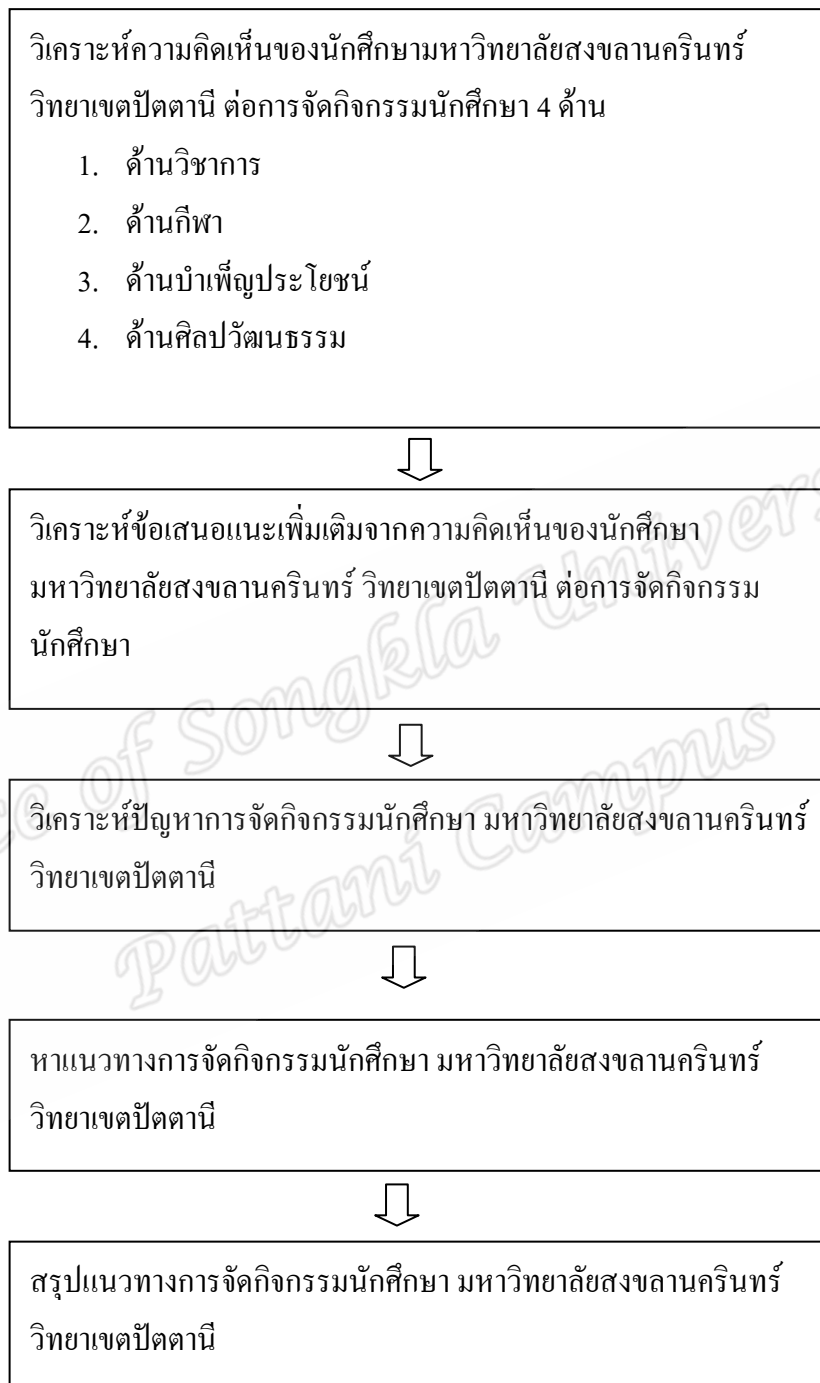 วิเคราะห์ความคิดเห็นของนักศึกษามหาวิทยาลัยสงขลานครินทร์
วิทยาเขตปัตตานี ต่อการจัดกิจกรรมนักศึกษา 4 ด้าน
1. ด้านวิชาการ
2. ด้านกีฬา
3. ด้านบำเพ็ญประโยชน์
4. ด้านศิลปวัฒนธรรม
วิเคราะห์ข้อเสนอแนะเพิ่มเติมจากความคิดเห็นของนักศึกษา
มหาวิทยาลัยสงขลานครินทร์ วิทยาเขตปัตตานี ต่อการจัดกิจกรรม
นักศึกษา
วิเคราะห์ปัญหาการจัดกิจกรรมนักศึกษา มหาวิทยาลัยสงขลานครินทร์
วิทยาเขตปัตตานี
หาแนวทางการจัดกิจกรรมนักศึกษา มหาวิทยาลัยสงขลานครินทร์
วิทยาเขตปัตตานี
สรุปแนวทางการจัดกิจกรรมนักศึกษา มหาวิทยาลัยสงขลานครินทร์
วิทยาเขตปัตตานี
of Songkla
Pattani Campus